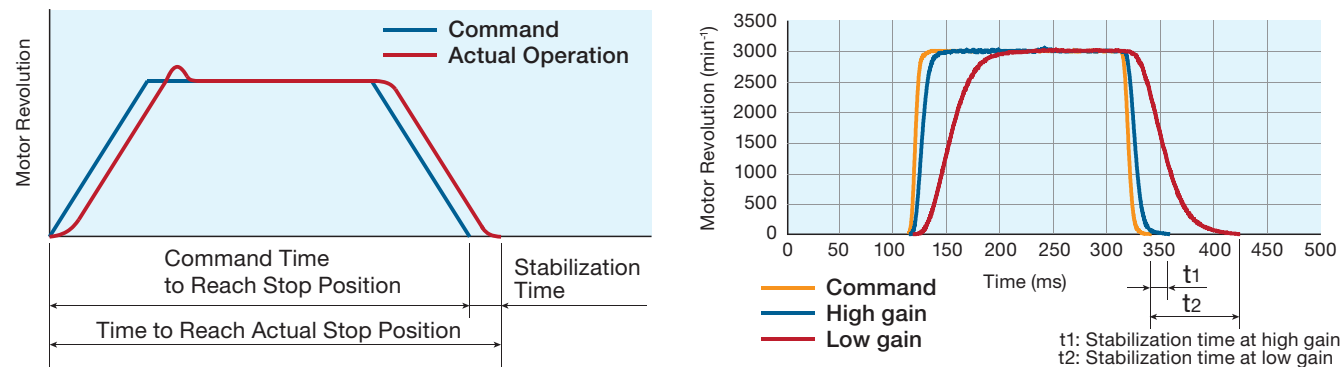 Motor Revolution
Command
Actual Operation
Command Time
to Reach Stop Position
Stabilization
Time
Time to Reach Actual Stop Position
Motor Revolution (min⁻¹)
3500
3000
2500
2000
1500
1000
500
0
0 50 100 150 200 250 300 350 400 450 500
Time (ms)
Command
High gain
Low gain
t1
t2
t1: Stabilization time at high gain
t2: Stabilization time at low gain